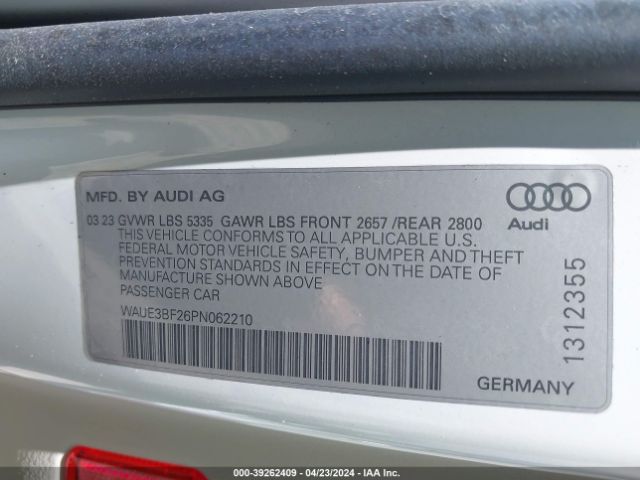 MFD. BY AUDI AG
03 23 GVWR LBS 5335 GAWR LBS FRONT 2657 /REAR 2800
THIS VEHICLE CONFORMS TO ALL APPLICABLE U.S.
FEDERAL MOTOR VEHICLE SAFETY, BUMPER AND THEFT
PREVENTION STANDARDS IN EFFECT ON THE DATE OF
MANUFACTURE SHOWN ABOVE
PASSENGER CAR
WAUE3BF26PN062210
Audi
1312355
GERMANY
000-39262409 - 04/23/2024 - IAA Inc.